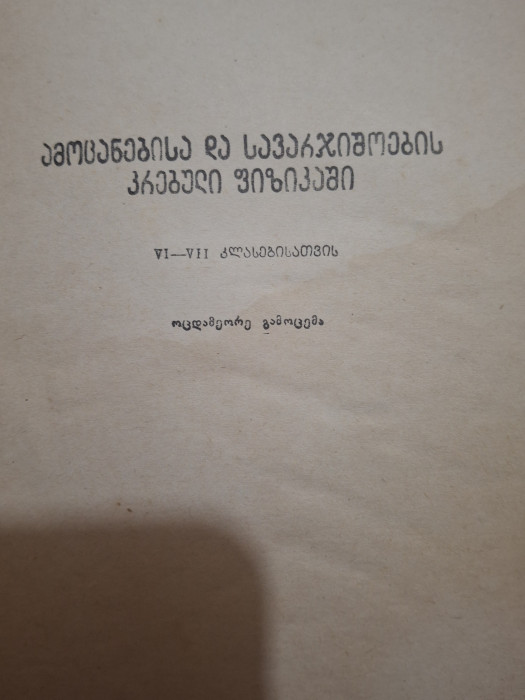 ამოცანებისა და სავარჯიშოების
კრებული ფიზიკაში
VI—VII კლასებისათვის
ოცდამეორე გამოცემა